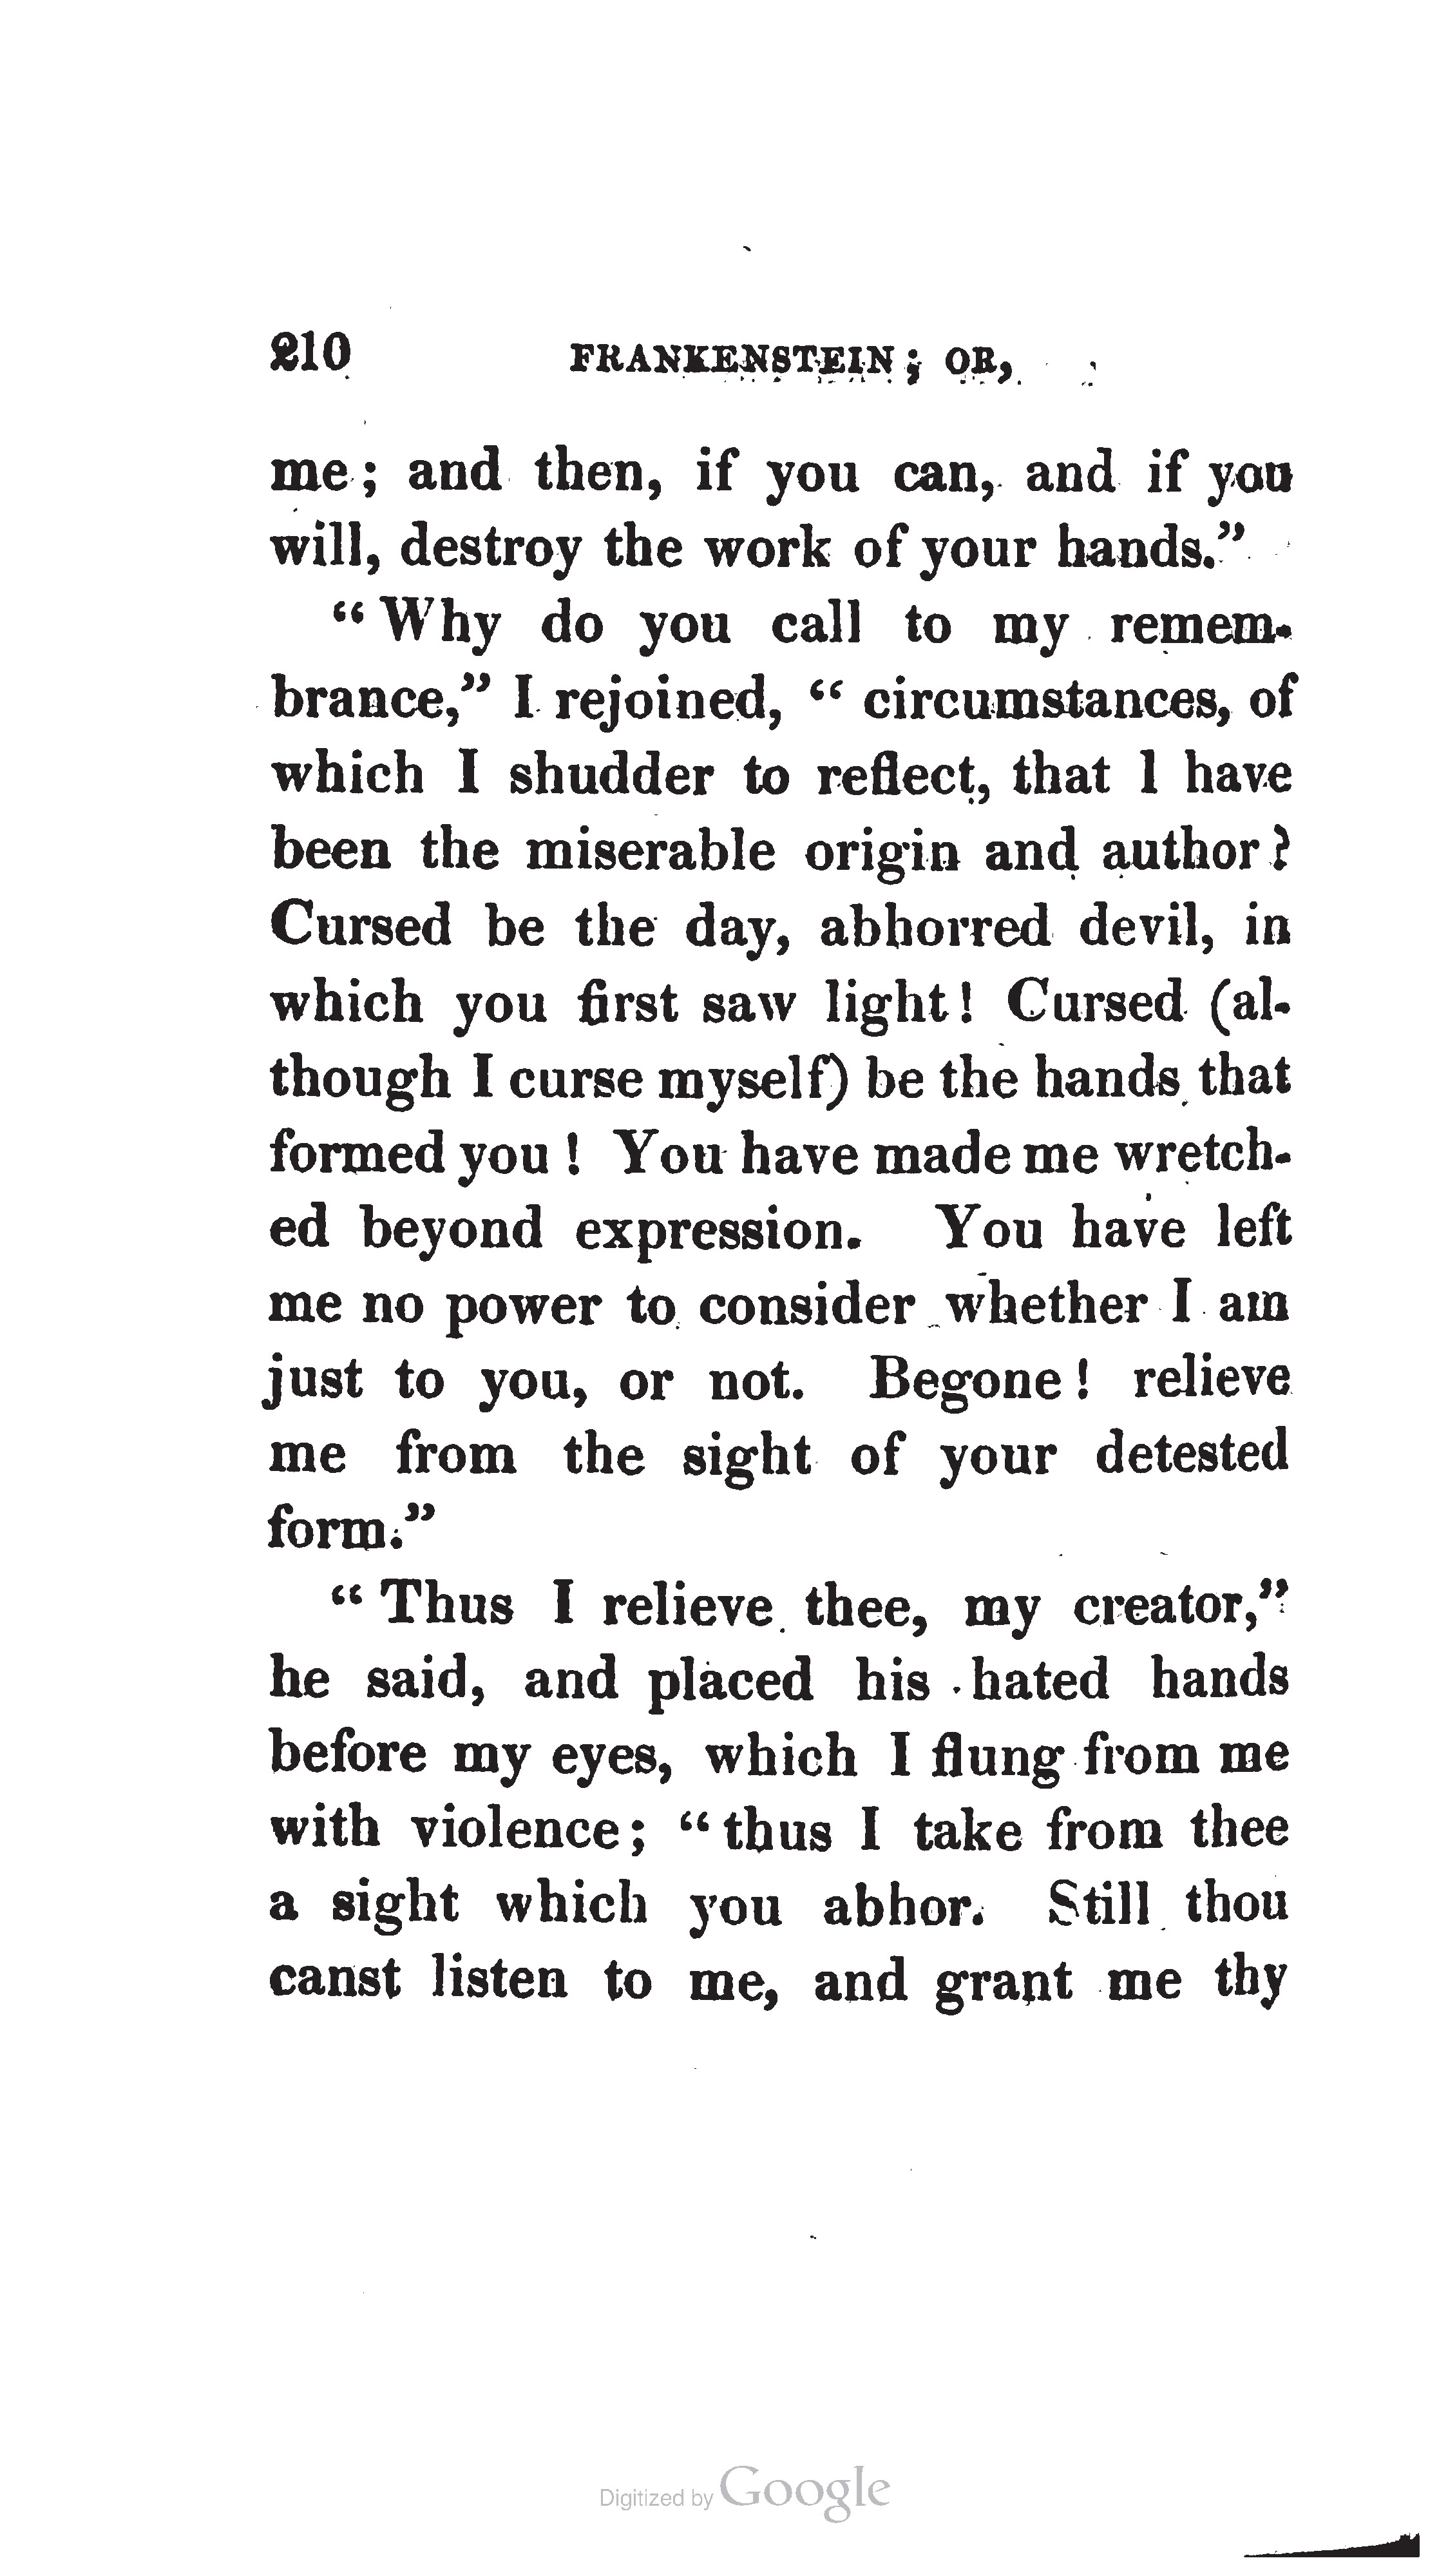 210 FRANKENSTEIN; OR,
me; and then, if you can, and if you
will, destroy the work of your hands.”
“Why do you call to my remem-
brance,” I rejoined, “circumstances, of
which I shudder to reflect, that I have
been the miserable origin and author?
Cursed be the day, abhorred devil, in
which you first saw light! Cursed (al-
though I curse myself) be the hands that
formed you! You have made me wretch-
ed beyond expression. You have left
me no power to consider whether I am
just to you, or not. Begone! relieve
me from the sight of your detested
form.”
“Thus I relieve thee, my creator,”
he said, and placed his hated hands
before my eyes, which I flung from me
with violence; “thus I take from thee
a sight which you abhor. Still thou
canst listen to me, and grant me thy
Digitized by Google